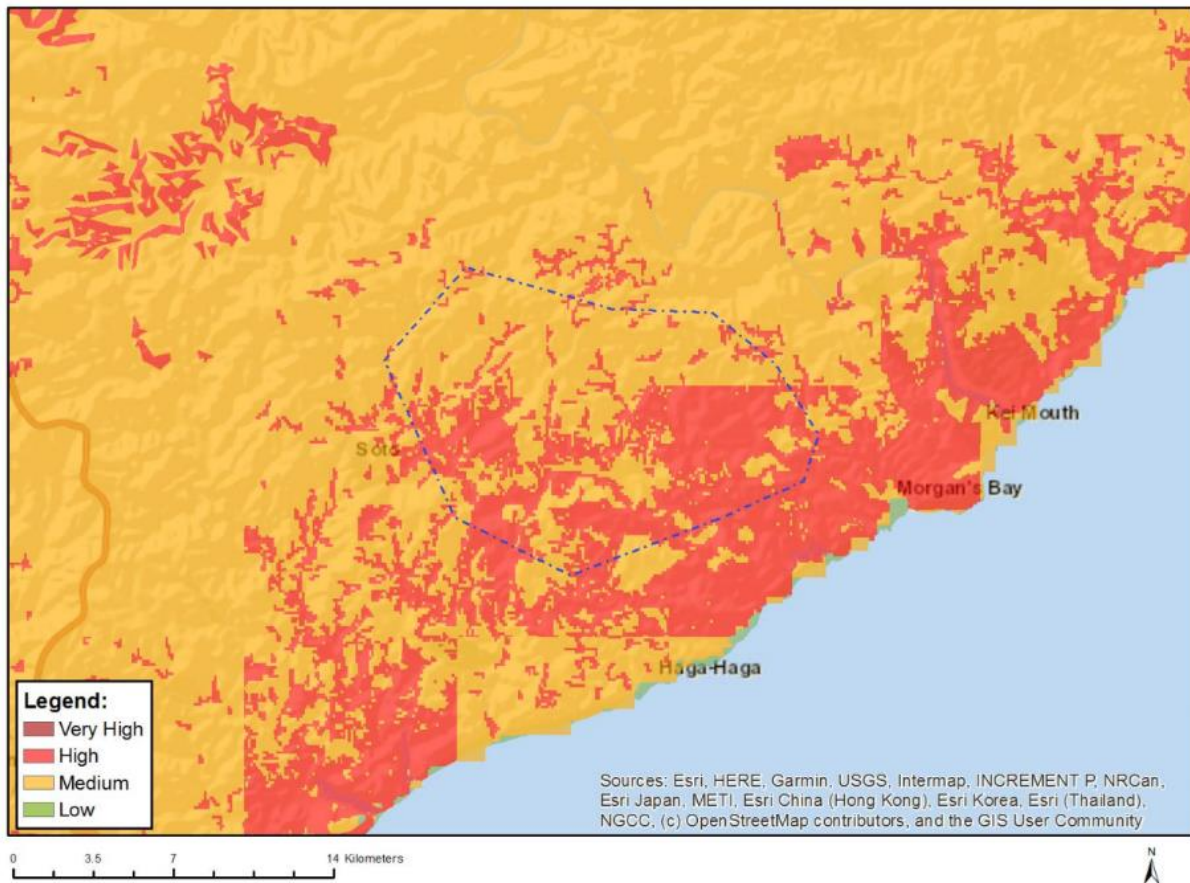 Soto
Kei Mouth
Morgan's Bay
Haga-Haga
Legend:
Very High
High
Medium
Low
Sources: Esri, HERE, Garmin, USGS, Intermap, INCREMENT P, NRCan,
Esri Japan, METI, Esri China (Hong Kong), Esri Korea, Esri (Thailand),
NGCC, (c) OpenStreetMap contributors, and the GIS User Community
0 3.5 7 14 Kilometers
N